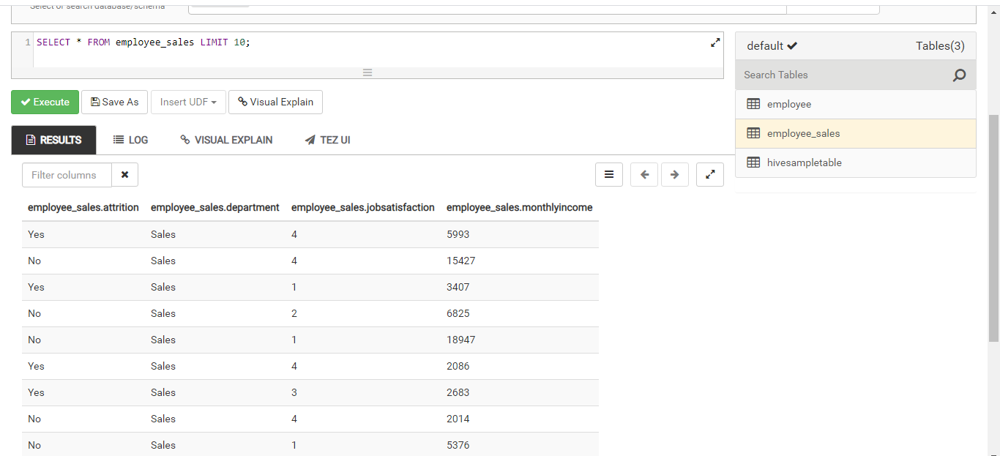 Select or search database/schema
1 SELECT * FROM employee_sales LIMIT 10;
default Tables(3)
Search Tables
employee
employee_sales
hivesampletable
Execute Save As Insert UDF Visual Explain
RESULTS LOG VISUAL EXPLAIN TEZ UI
Filter columns
employee_sales.attrition employee_sales.department employee_sales.jobsatisfaction employee_sales.monthlyincome
Yes Sales 4 5993
No Sales 4 15427
Yes Sales 1 3407
No Sales 2 6825
No Sales 1 18947
Yes Sales 4 2086
Yes Sales 3 2683
No Sales 4 2014
No Sales 1 5376